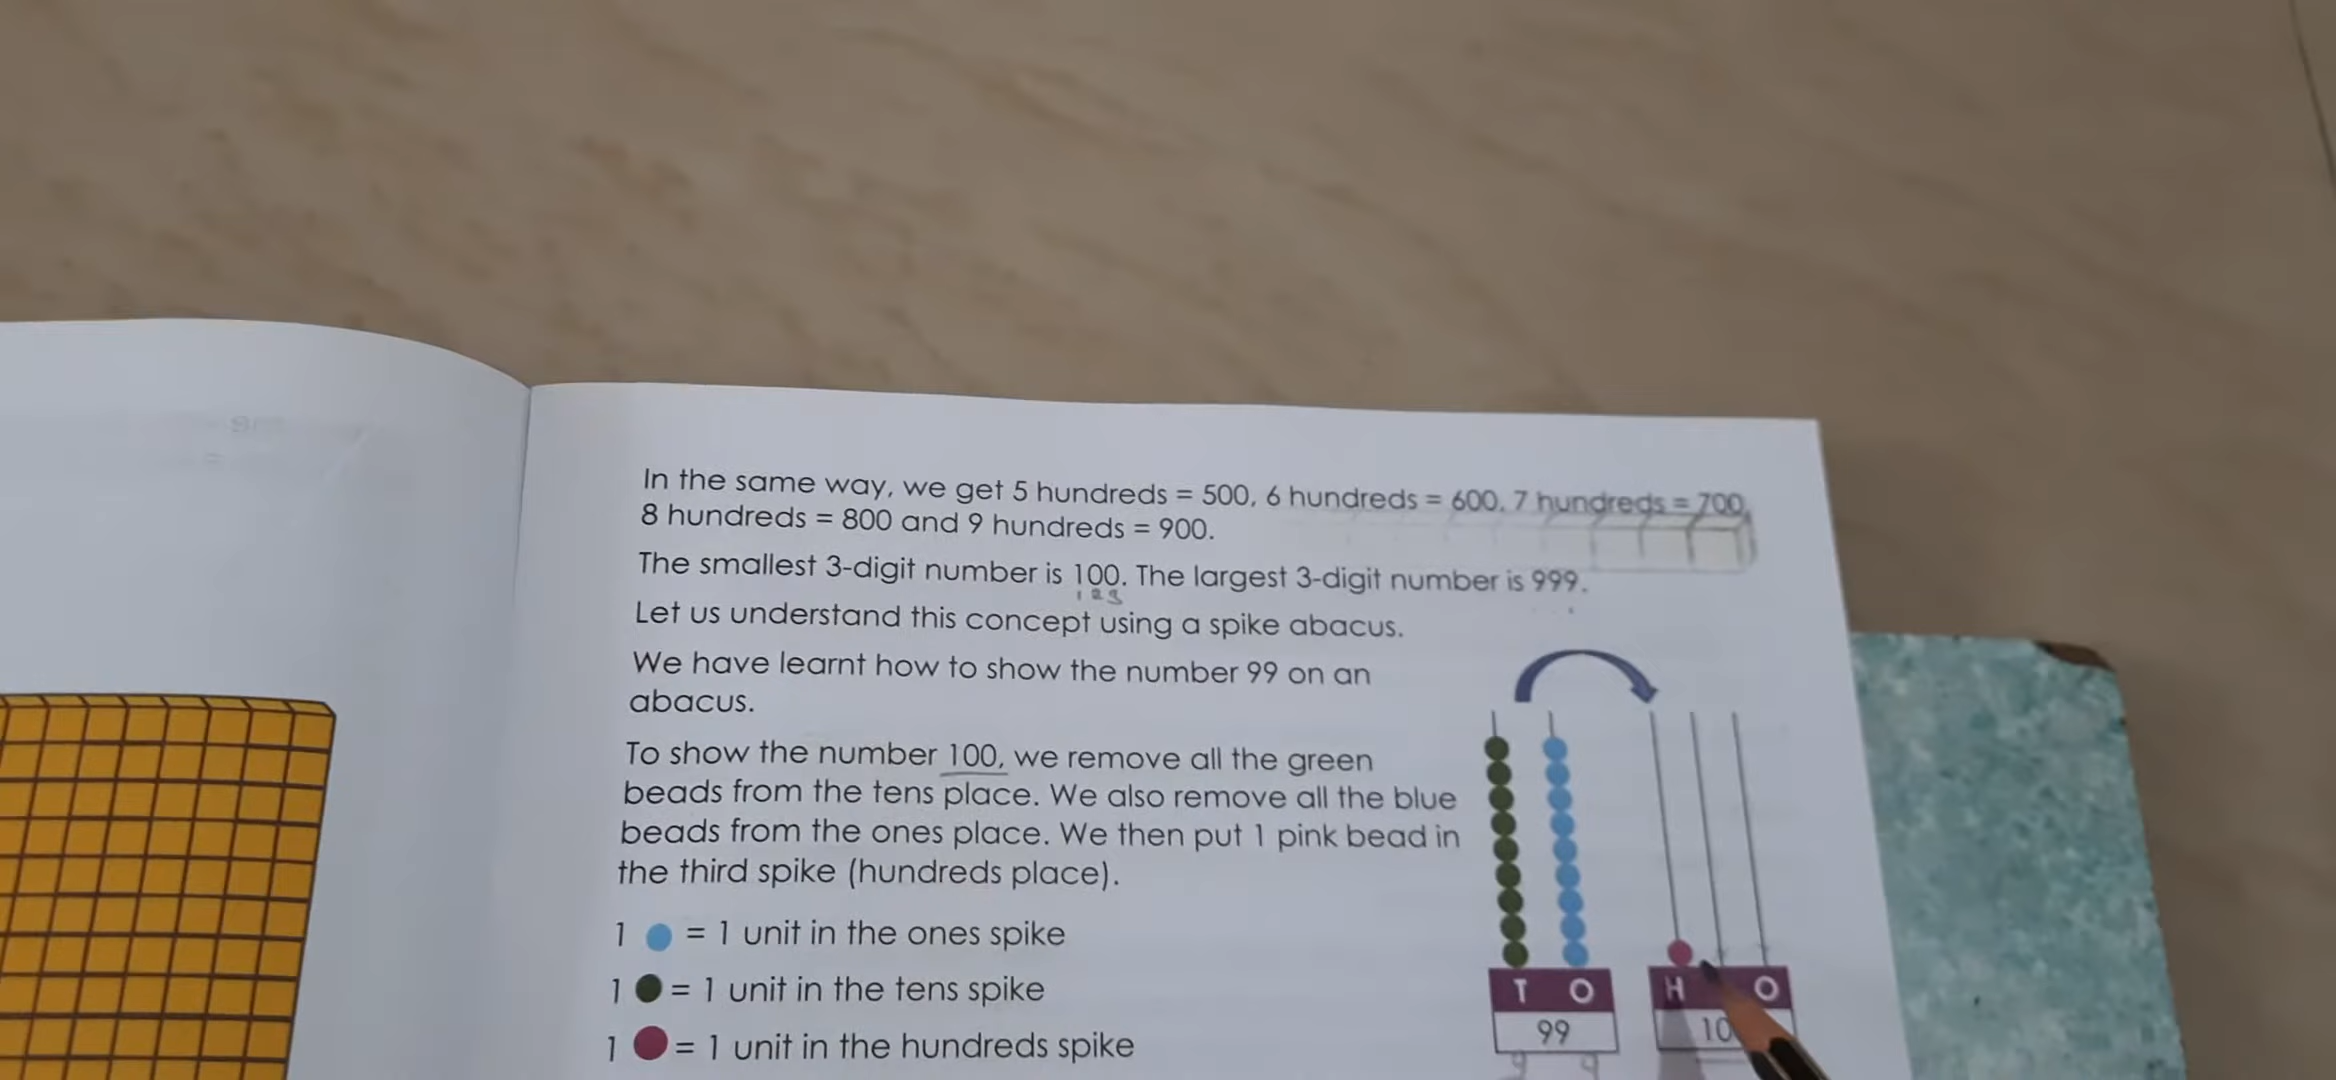 In the same way, we get 5 hundreds = 500, 6 hundreds = 600, 7 hundreds = 700,
8 hundreds = 800 and 9 hundreds = 900.
The smallest 3-digit number is 100. The largest 3-digit number is 999.
1 2 3
Let us understand this concept using a spike abacus.
We have learnt how to show the number 99 on an
abacus.
To show the number 100, we remove all the green
beads from the tens place. We also remove all the blue
beads from the ones place. We then put 1 pink bead in
the third spike (hundreds place).
1 = 1 unit in the ones spike
1 = 1 unit in the tens spike
1 = 1 unit in the hundreds spike
T O
99
9 9
H O
10